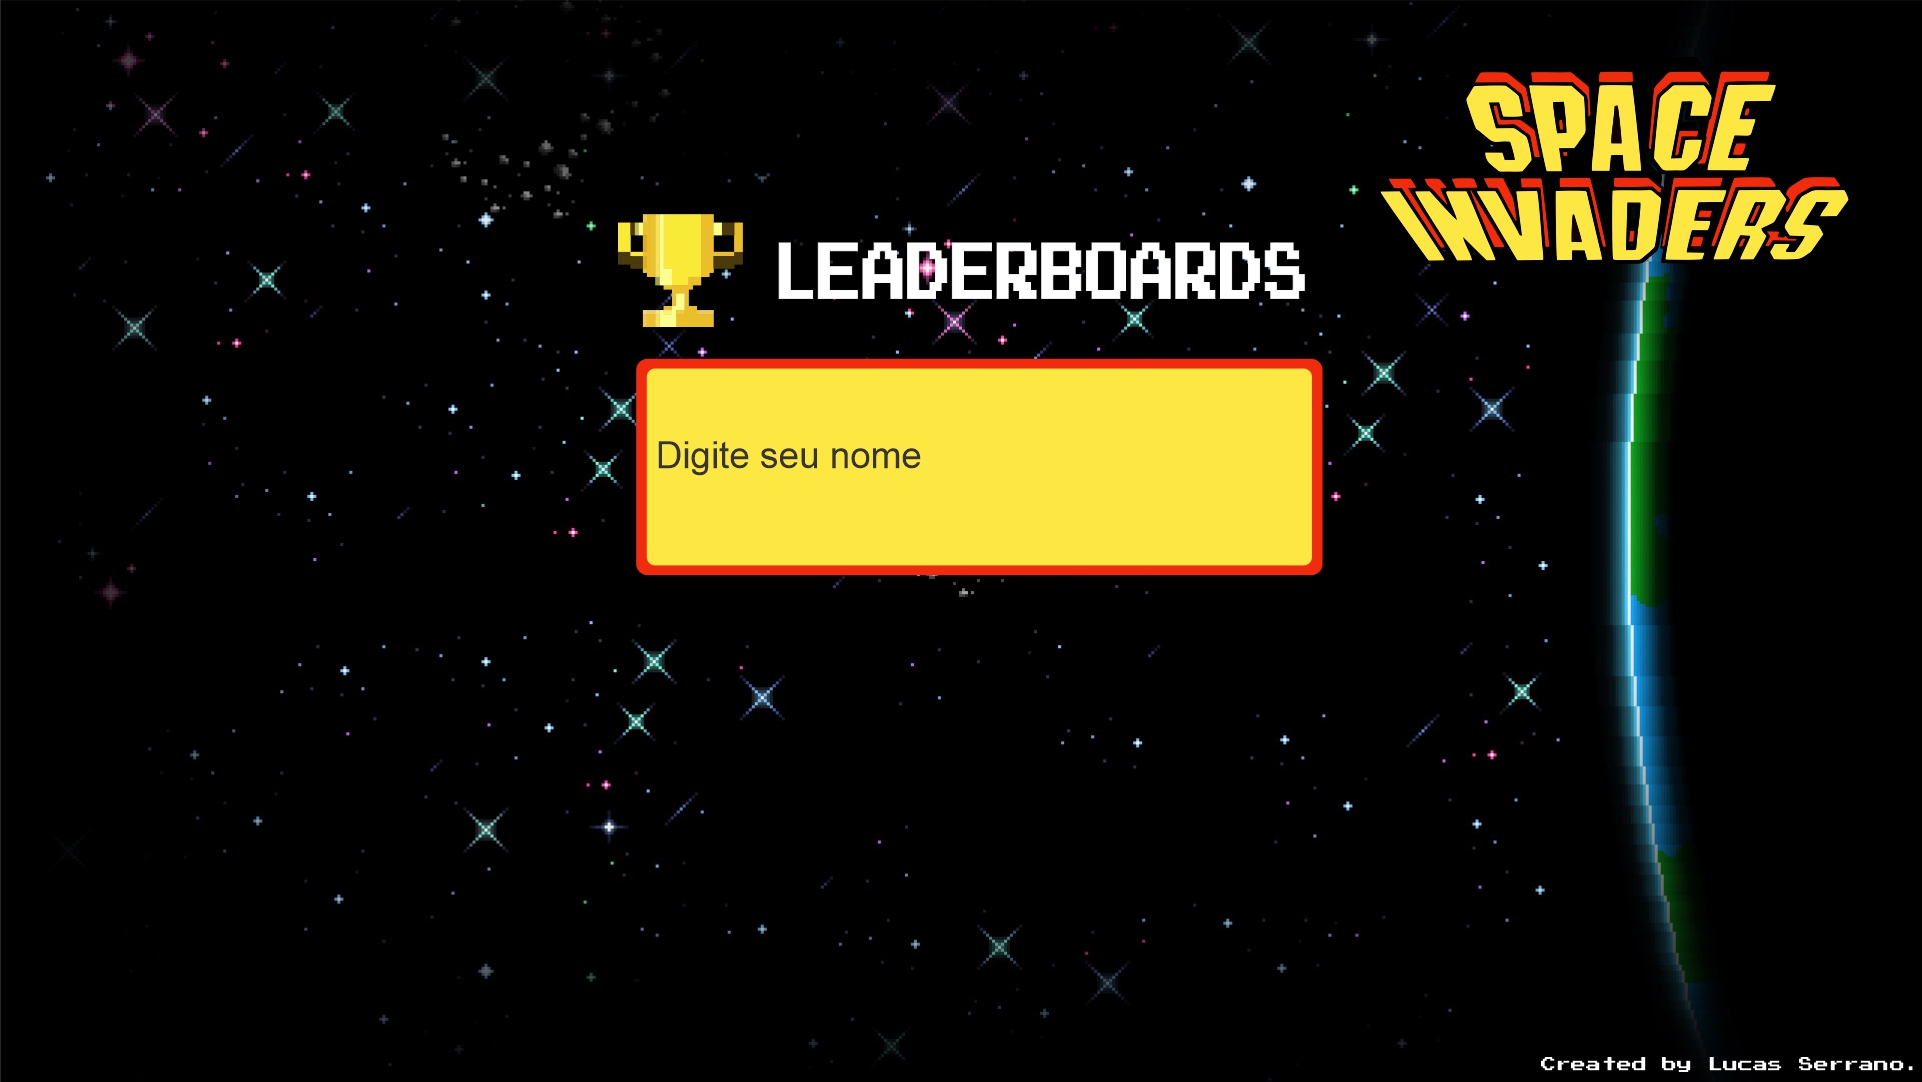 SPACE
INVADERS
LEADERBOARDS
Digite seu nome
Created by Lucas Serrano.